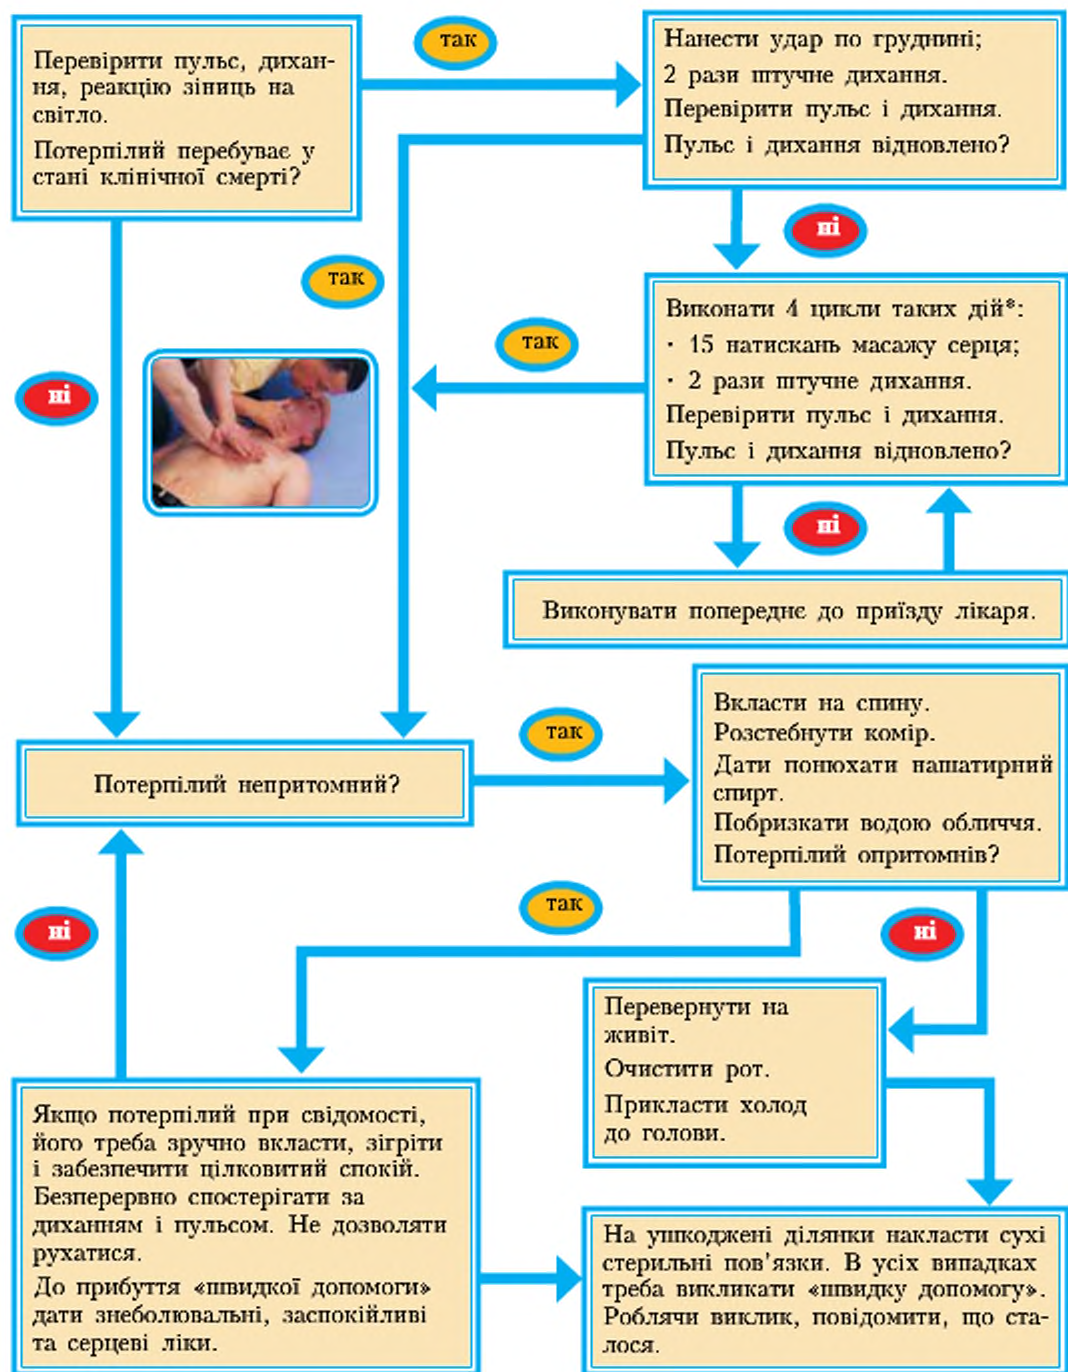 Перевірити пульс, дихан-
ня, реакцію зіниць на
світло.
Потерпілий перебуває у
стані клінічної смерті?
так
Нанести удар по груднині;
2 рази штучне дихання.
Перевірити пульс і дихання.
Пульс і дихання відновлено?
ні
так
Виконати 4 цикли таких дій*:
· 15 натискань масажу серця;
· 2 рази штучне дихання.
Перевірити пульс і дихання.
Пульс і дихання відновлено?
так
ні
ні
Виконувати попереднє до приїзду лікаря.
Потерпілий непритомний?
так
Вкласти на спину.
Розстебнути комір.
Дати понюхати нашатирний
спирт.
Побризкати водою обличчя.
Потерпілий опритомнів?
так
ні
ні
Перевернути на
живіт.
Очистити рот.
Прикласти холод
до голови.
Якщо потерпілий при свідомості,
його треба зручно вкласти, зігріти
і забезпечити цілковитий спокій.
Безперервно спостерігати за
диханням і пульсом. Не дозволяти
рухатися.
До прибуття «швидкої допомоги»
дати знеболювальні, заспокійливі
та серцеві ліки.
На ушкоджені ділянки накласти сухі
стерильні пов’язки. В усіх випадках
треба викликати «швидку допомогу».
Роблячи виклик, повідомити, що ста-
лося.